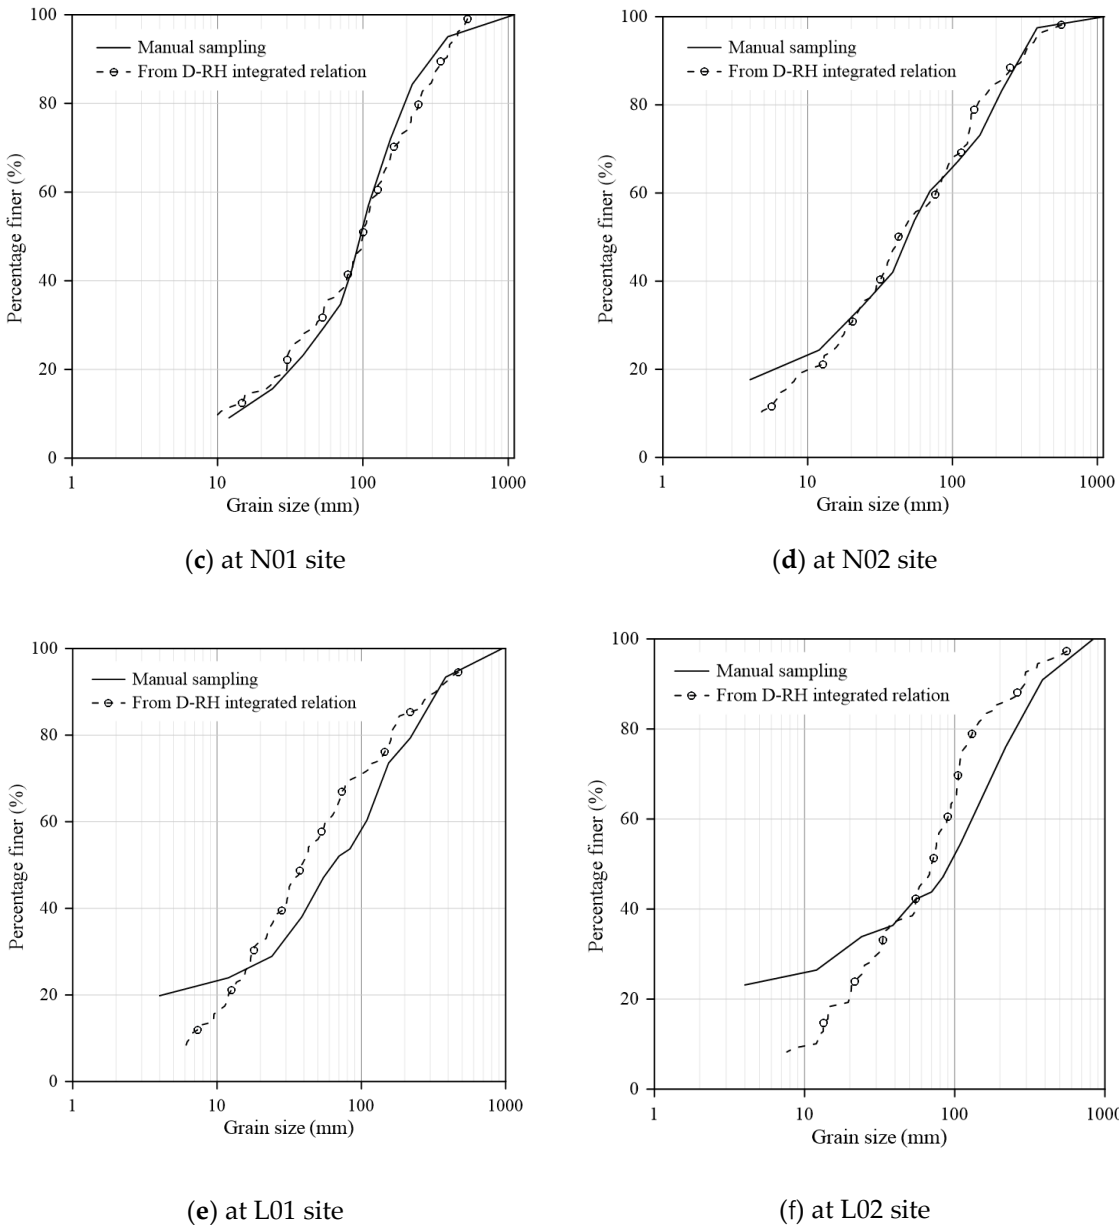 100
80
60
40
20
0
Percentage finer (%)
Manual sampling
From D-RH integrated relation
1
10
100
1000
Grain size (mm)
(c) at N01 site
100
80
60
40
20
0
Percentage finer (%)
Manual sampling
From D-RH integrated relation
1
10
100
1000
Grain size (mm)
(d) at N02 site
100
80
60
40
20
0
Percentage finer (%)
Manual sampling
From D-RH integrated relation
1
10
100
1000
Grain size (mm)
(e) at L01 site
100
80
60
40
20
0
Percentage finer (%)
Manual sampling
From D-RH integrated relation
1
10
100
1000
Grain size (mm)
(f) at L02 site